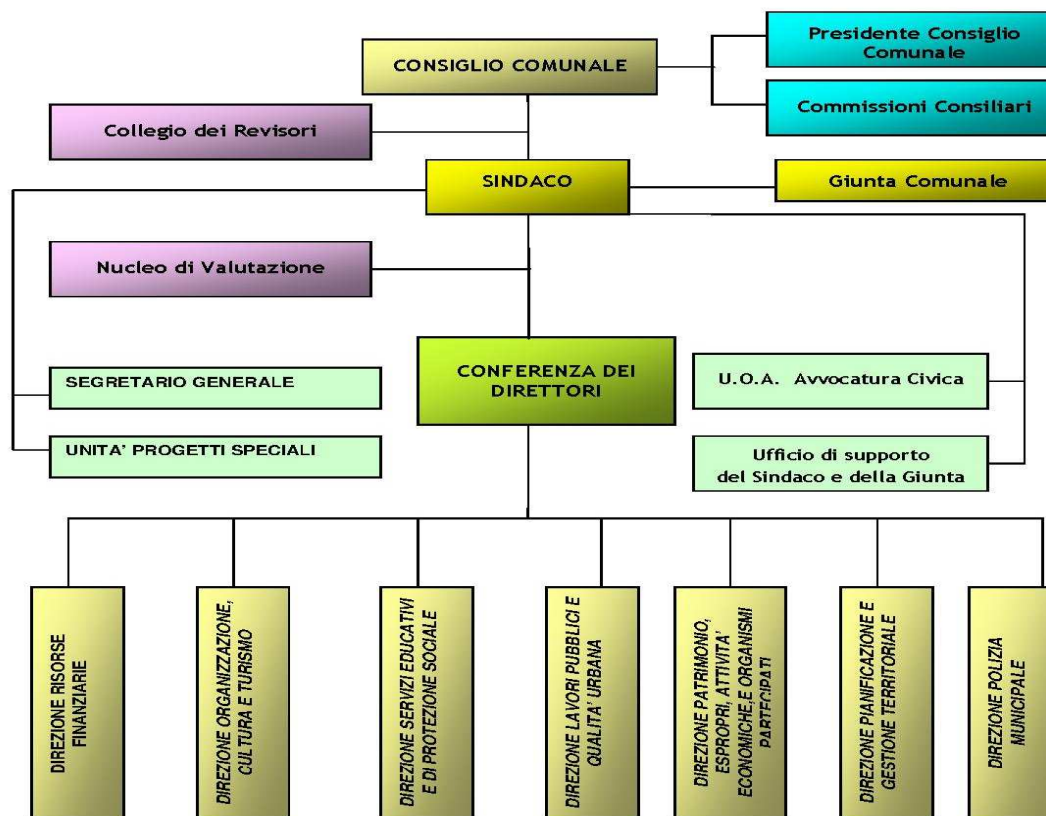 Presidente Consiglio
Comunale
CONSIGLIO COMUNALE
Commissioni Consiliari
Collegio dei Revisori
SINDACO
Giunta Comunale
Nucleo di Valutazione
CONFERENZA DEI
DIRETTORI
SEGRETARIO GENERALE
U.O.A. Avvocatura Civica
UNITA’ PROGETTI SPECIALI
Ufficio di supporto
del Sindaco e della Giunta
DIREZIONE RISORSE
FINANZIARIE
DIREZIONE ORGANIZZAZIONE,
CULTURA E TURISMO
DIREZIONE SERVIZI EDUCATIVI
E DI PROTEZIONE SOCIALE
DIREZIONE LAVORI PUBBLICI E
QUALITA’ URBANA
DIREZIONE PATRIMONIO,
ESPROPRI, ATTIVITA’
ECONOMICHE,E ORGANISMI
PARTECIPATI
DIREZIONE PIANIFICAZIONE E
GESTIONE TERRITORIALE
DIREZIONE POLIZIA
MUNICIPALE